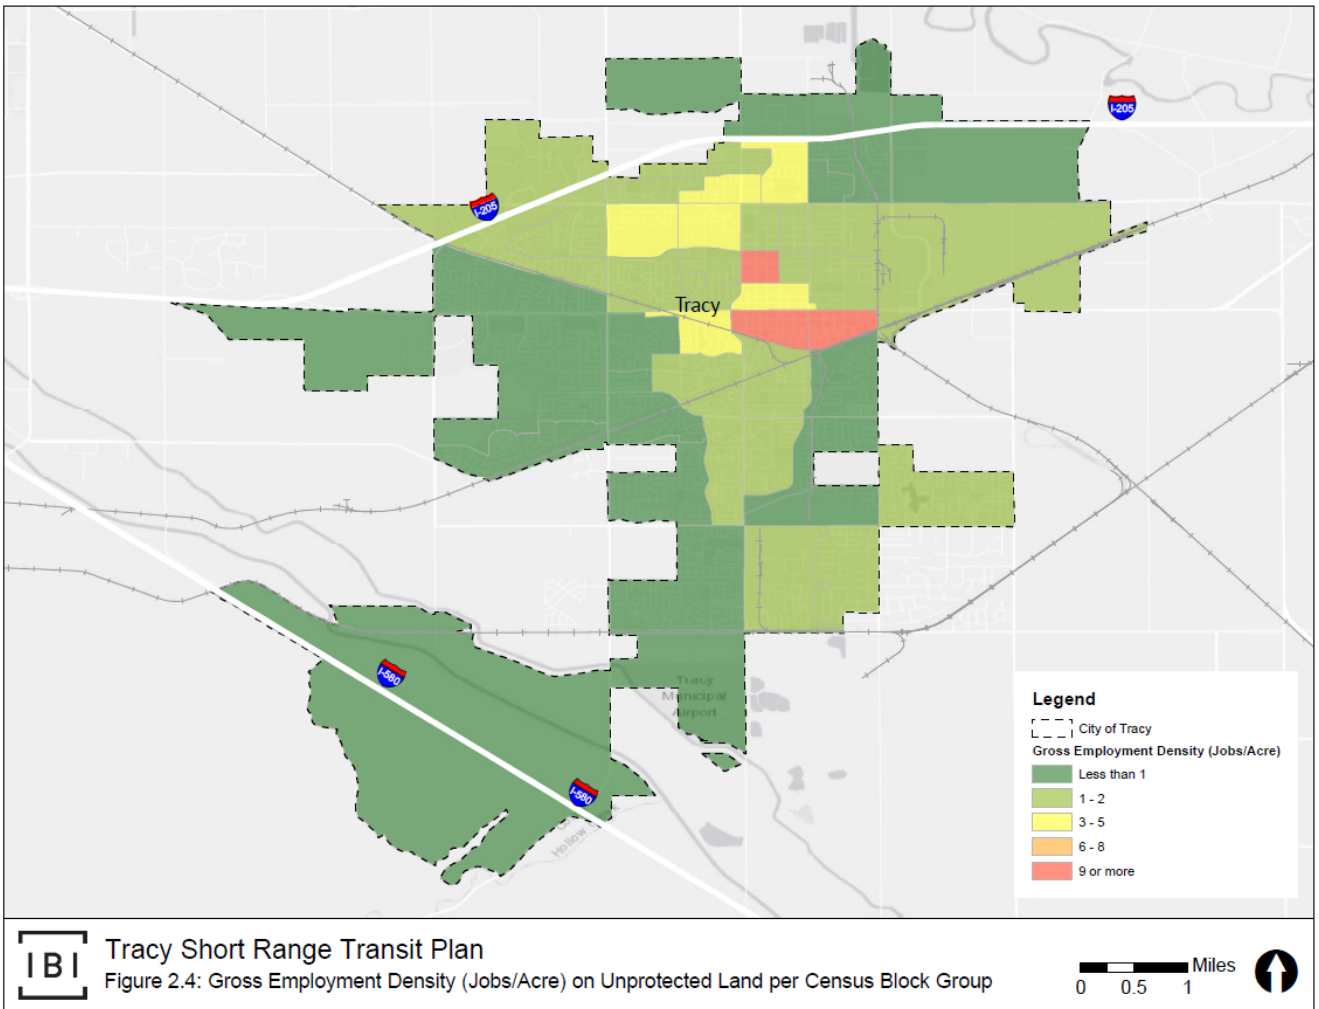 I-205
I-205
Tracy
I-580
Tracy
Municipal
Airport
I-580
Hollow
Legend
City of Tracy
Gross Employment Density (Jobs/Acre)
Less than 1
1 - 2
3 - 5
6 - 8
9 or more
IBI
Tracy Short Range Transit Plan
Figure 2.4: Gross Employment Density (Jobs/Acre) on Unprotected Land per Census Block Group
Miles
0 0.5 1